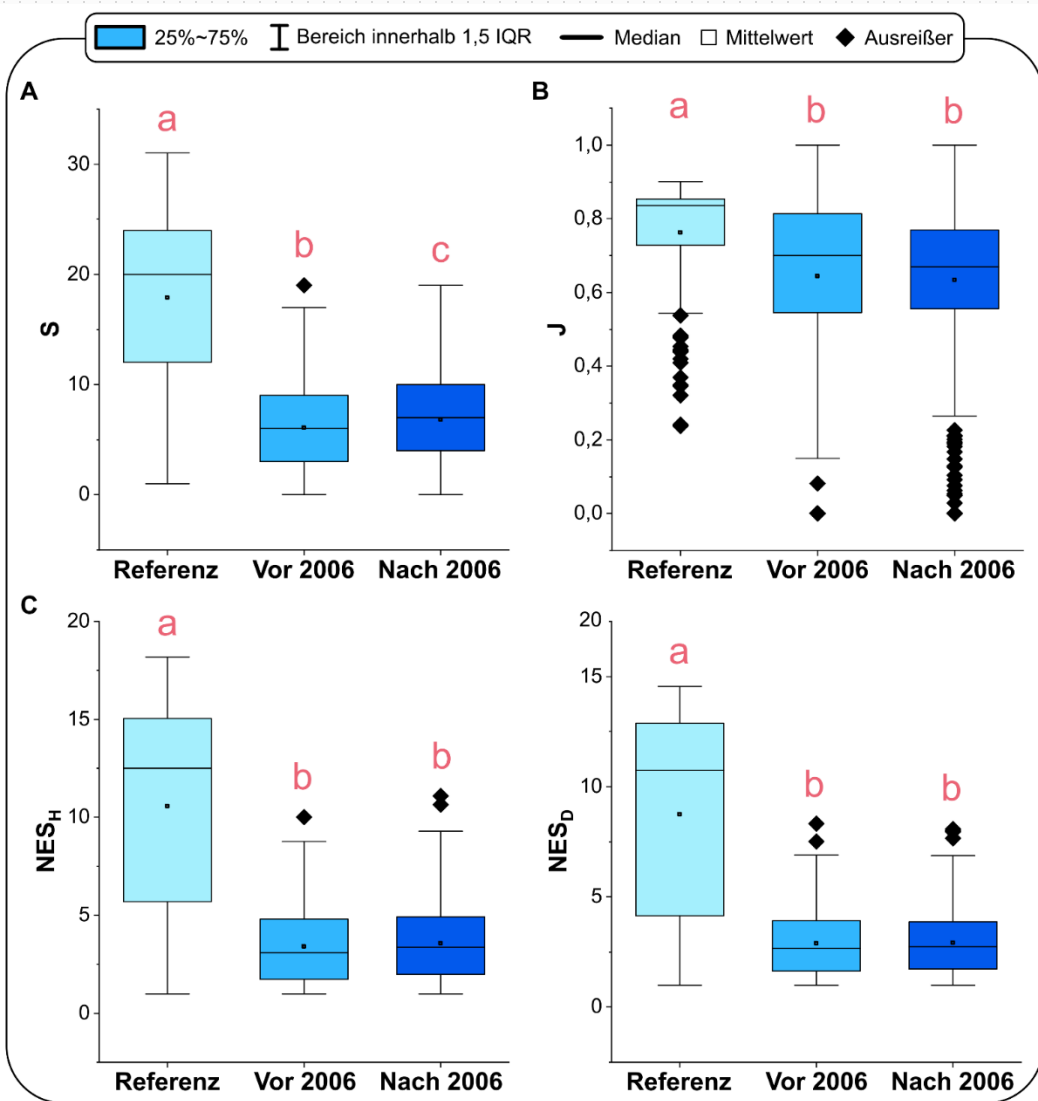 25%~75% Bereich innerhalb 1,5 IQR Median Mittelwert Ausreißer
A
a
b
c
S
30
20
10
0
Referenz Vor 2006 Nach 2006
B
a
b
b
J
1,0
0,8
0,6
0,4
0,2
0,0
Referenz Vor 2006 Nach 2006
C
a
b
b
NESH
20
15
10
5
0
Referenz Vor 2006 Nach 2006
a
b
b
NESD
20
15
10
5
0
Referenz Vor 2006 Nach 2006